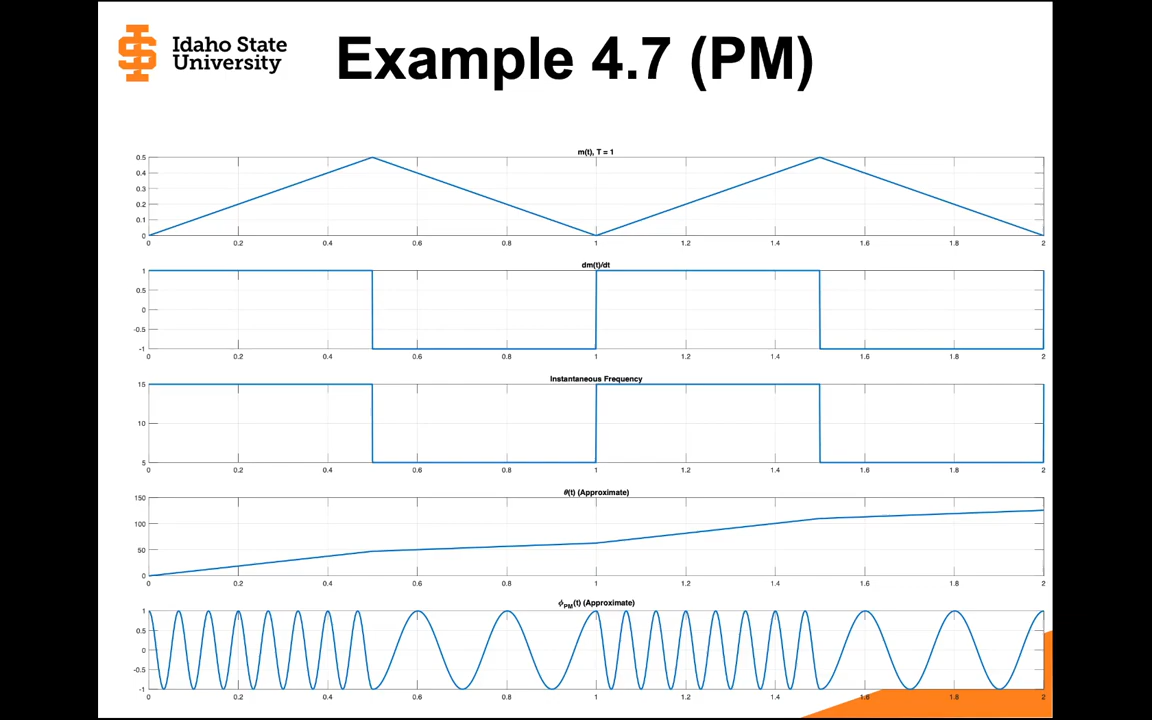 Idaho State
University
Example 4.7 (PM)
m(t), T = 1
0.5
0.4
0.3
0.2
0.1
0
0 0.2 0.4 0.6 0.8 1 1.2 1.4 1.6 1.8 2
dm(t)/dt
1
0.5
0
-0.5
-1
0 0.2 0.4 0.6 0.8 1 1.2 1.4 1.6 1.8 2
Instantaneous Frequency
15
10
5
0 0.2 0.4 0.6 0.8 1 1.2 1.4 1.6 1.8 2
θ(t) (Approximate)
150
100
50
0
0 0.2 0.4 0.6 0.8 1 1.2 1.4 1.6 1.8 2
ϕPM(t) (Approximate)
1
0.5
0
-0.5
-1
0 0.2 0.4 0.6 0.8 1 1.2 1.4 1.6 1.8 2